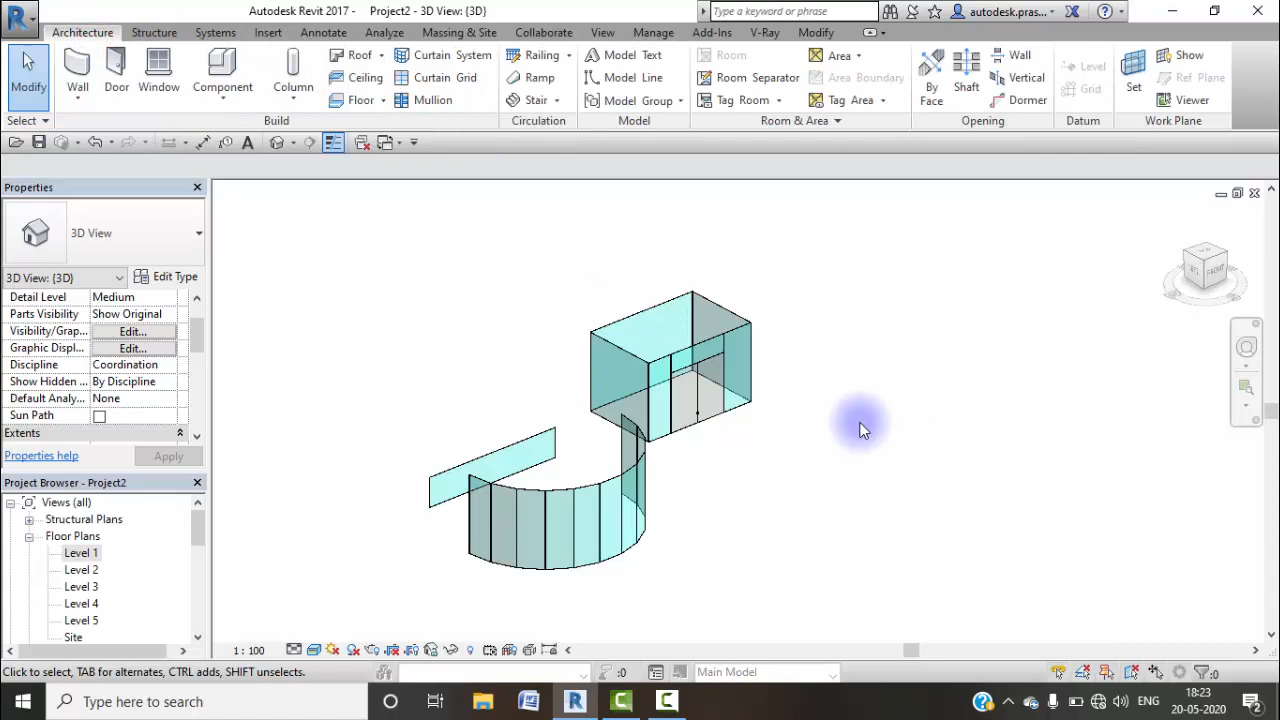 Autodesk Revit 2017 - Project2 - 3D View: {3D}
Type a keyword or phrase
autodesk.pras...
Architecture Structure Systems Insert Annotate Analyze Massing & Site Collaborate View Manage Add-Ins V-Ray Modify
Modify
Wall
Door
Window
Component
Column
Roof
Ceiling
Floor
Curtain System
Curtain Grid
Mullion
Railing
Ramp
Stair
Model Text
Model Line
Model Group
Room
Room Separator
Tag Room
Area
Area Boundary
Tag Area
By
Face
Shaft
Wall
Vertical
Dormer
Level
Grid
Set
Show
Ref Plane
Viewer
Select
Build
Circulation
Model
Room & Area
Opening
Datum
Work Plane
Properties
3D View
3D View: {3D}
Edit Type
Detail Level Medium
Parts Visibility Show Original
Visibility/Grap... Edit...
Graphic Displ... Edit...
Discipline Coordination
Show Hidden ... By Discipline
Default Analy... None
Sun Path
Extents
Properties help
Apply
Project Browser - Project2
Views (all)
Structural Plans
Floor Plans
Level 1
Level 2
Level 3
Level 4
Level 5
Site
FRONT
1 : 100
Click to select, TAB for alternates, CTRL adds, SHIFT unselects.
:0
Main Model
:0
Type here to search
ENG
18:23
20-05-2020
2